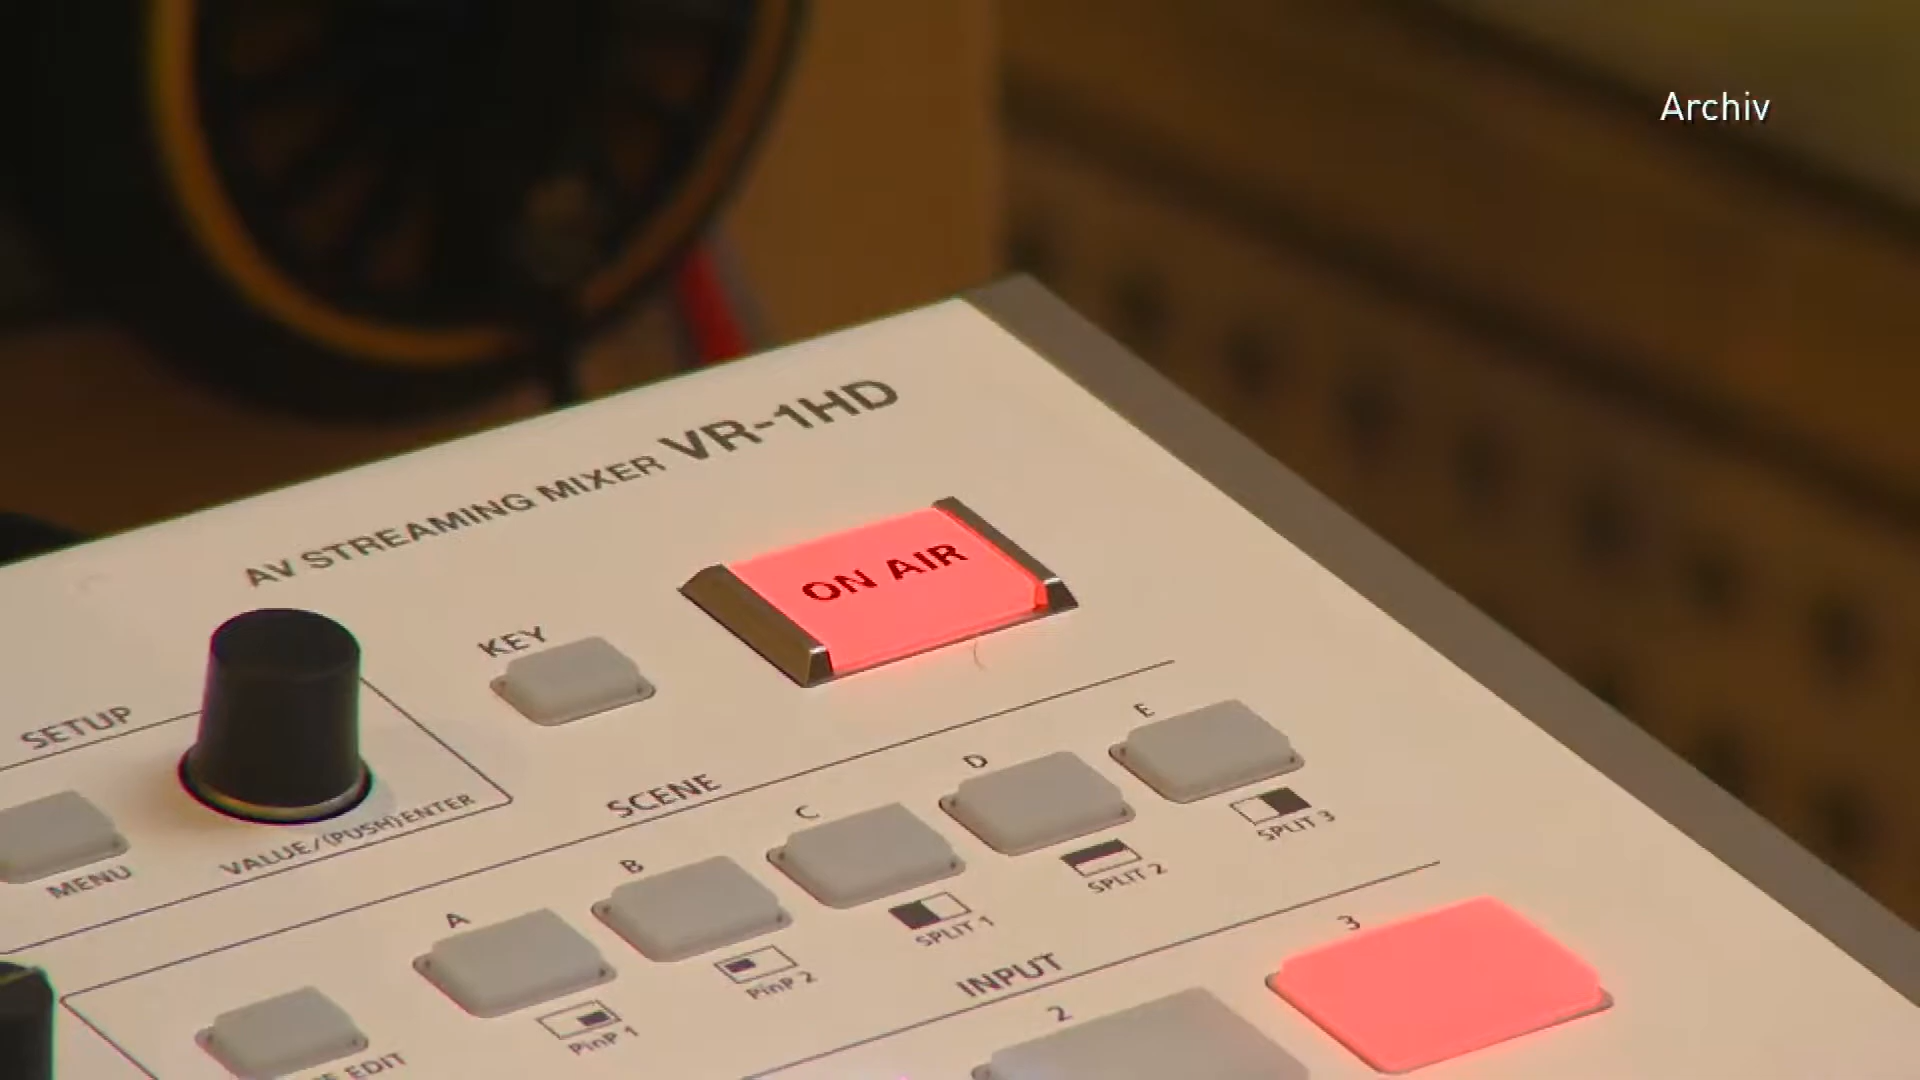 Archiv
AV STREAMING MIXER VR-1HD
ON AIR
KEY
SETUP
MENU
VALUE/(PUSH)ENTER
SCENE
A
B
C
D
E
PinP 1
PinP 2
SPLIT 1
SPLIT 2
SPLIT 3
EDIT
INPUT
2
3